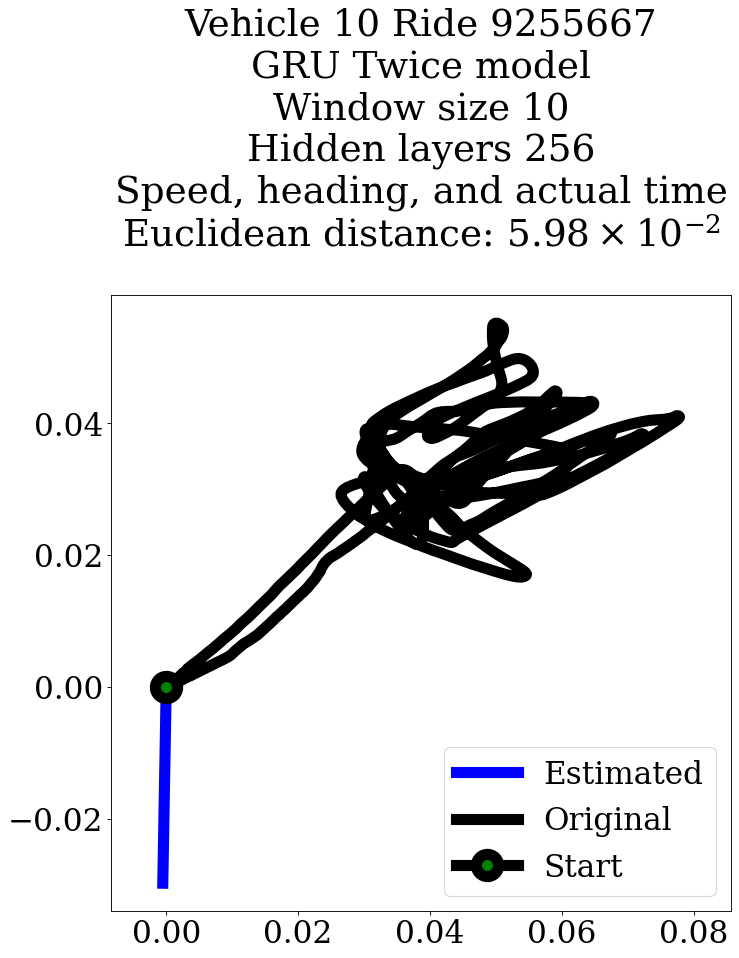 Vehicle 10 Ride 9255667
GRU Twice model
Window size 10
Hidden layers 256
Speed, heading, and actual time
Euclidean distance: 5.98 × 10⁻²
0.04
0.02
0.00
−0.02
Estimated
Original
Start
0.00 0.02 0.04 0.06 0.08